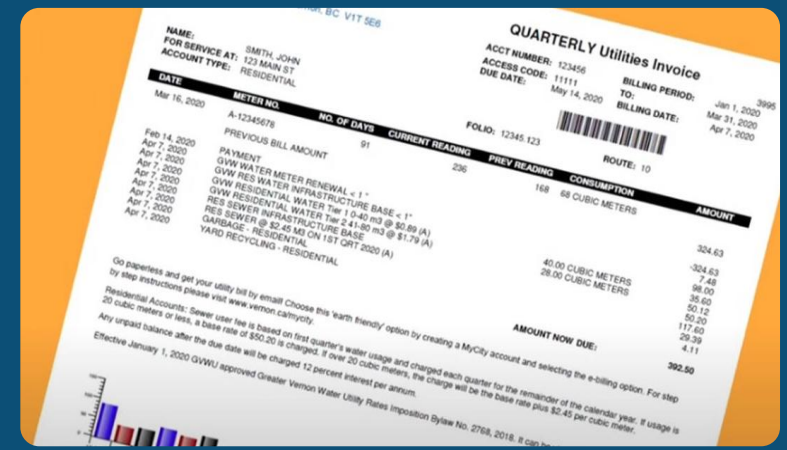 BC V1T 5E6
QUARTERLY Utilities Invoice
3995
NAME: SMITH, JOHN
FOR SERVICE AT: 123 MAIN ST
ACCOUNT TYPE: RESIDENTIAL
ACCT NUMBER: 123456
ACCESS CODE: 11111
DUE DATE: May 14, 2020
BILLING PERIOD: Jan 1, 2020
TO: Mar 31, 2020
BILLING DATE: Apr 7, 2020
FOLIO: 12345.123
ROUTE: 10
DATE METER NO. NO. OF DAYS CURRENT READING PREV READING CONSUMPTION AMOUNT
Mar 16, 2020 A-12345678 91 236 168 68 CUBIC METERS
PREVIOUS BILL AMOUNT 324.63
Feb 14, 2020 PAYMENT -324.63
Apr 7, 2020 GVW WATER METER RENEWAL < 1 " 7.48
Apr 7, 2020 GVW RES WATER INFRASTRUCTURE BASE < 1" 98.00
Apr 7, 2020 GVW RESIDENTIAL WATER Tier 1 0-40 m3 @ $0.89 (A) 40.00 CUBIC METERS 35.60
Apr 7, 2020 GVW RESIDENTIAL WATER Tier 2 41-80 m3 @ $1.79 (A) 28.00 CUBIC METERS 50.12
Apr 7, 2020 RES SEWER INFRASTRUCTURE BASE 50.20
Apr 7, 2020 RES SEWER @ $2.45 M3 ON 1ST QRT 2020 (A) 117.60
Apr 7, 2020 GARBAGE - RESIDENTIAL 29.39
Apr 7, 2020 YARD RECYCLING - RESIDENTIAL 4.11
AMOUNT NOW DUE: 392.50
Go paperless and get your utility bill by email! Choose this 'earth friendly' option by creating a MyCity account and selecting the e-billing option. For step
by step instructions please visit www.vernon.ca/mycity.
Residential Accounts: Sewer user fee is based on first quarter's water usage and charged each quarter for the remainder of the calendar year. If usage is
20 cubic meters or less, a base rate of $50.20 is charged. If over 20 cubic meters, the charge will be the base rate plus $2.45 per cubic meter.
Any unpaid balance after the due date will be charged 12 percent interest per annum.
Effective January 1, 2020 GVWU approved Greater Vernon Water Utility Rates Imposition Bylaw No. 2768, 2018. It can be